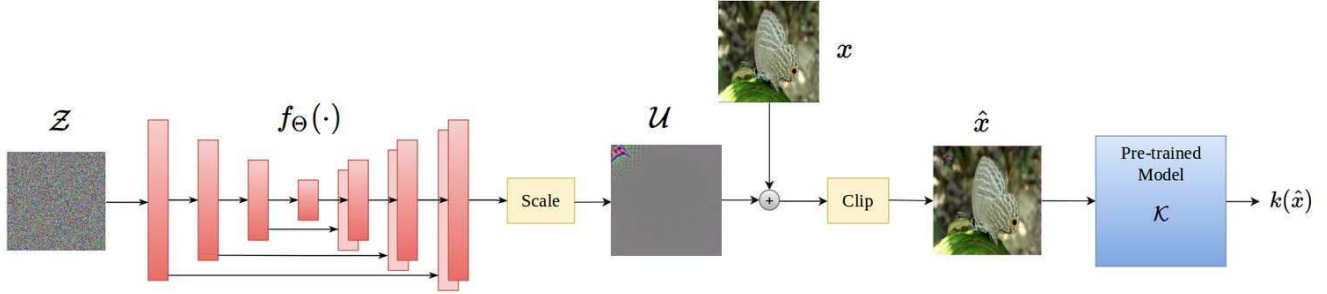 𝒵
f_Θ(·)
Scale
𝒰
x
+
Clip
x̂
Pre-trained
Model
𝒦
k(x̂)